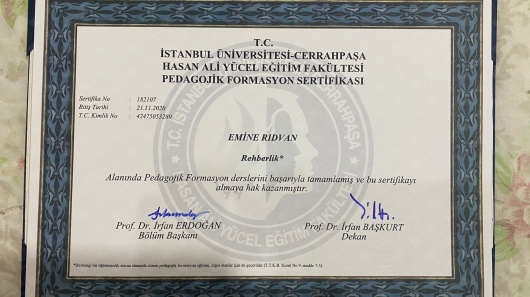 T.C.
İSTANBUL ÜNİVERSİTESİ-CERRAHPAŞA
HASAN ALİ YÜCEL EĞİTİM FAKÜLTESİ
PEDAGOJİK FORMASYON SERTİFİKASI
Sertifika No : 182107
Bitiş Tarihi : 21.11.2020
T.C. Kimlik No : 47475053280
EMİNE RIDVAN
Rehberlik*
Alanında Pedagojik Formasyon derslerini başarıyla tamamlamış ve bu sertifikayı
almaya hak kazanmıştır.
Prof. Dr. İrfan ERDOĞAN
Bölüm Başkanı
Prof. Dr. İrfan BAŞKURT
Dekan